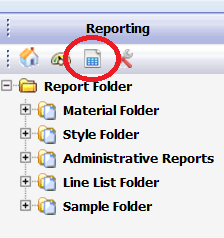 Reporting
Report Folder
Material Folder
Style Folder
Administrative Reports
Line List Folder
Sample Folder